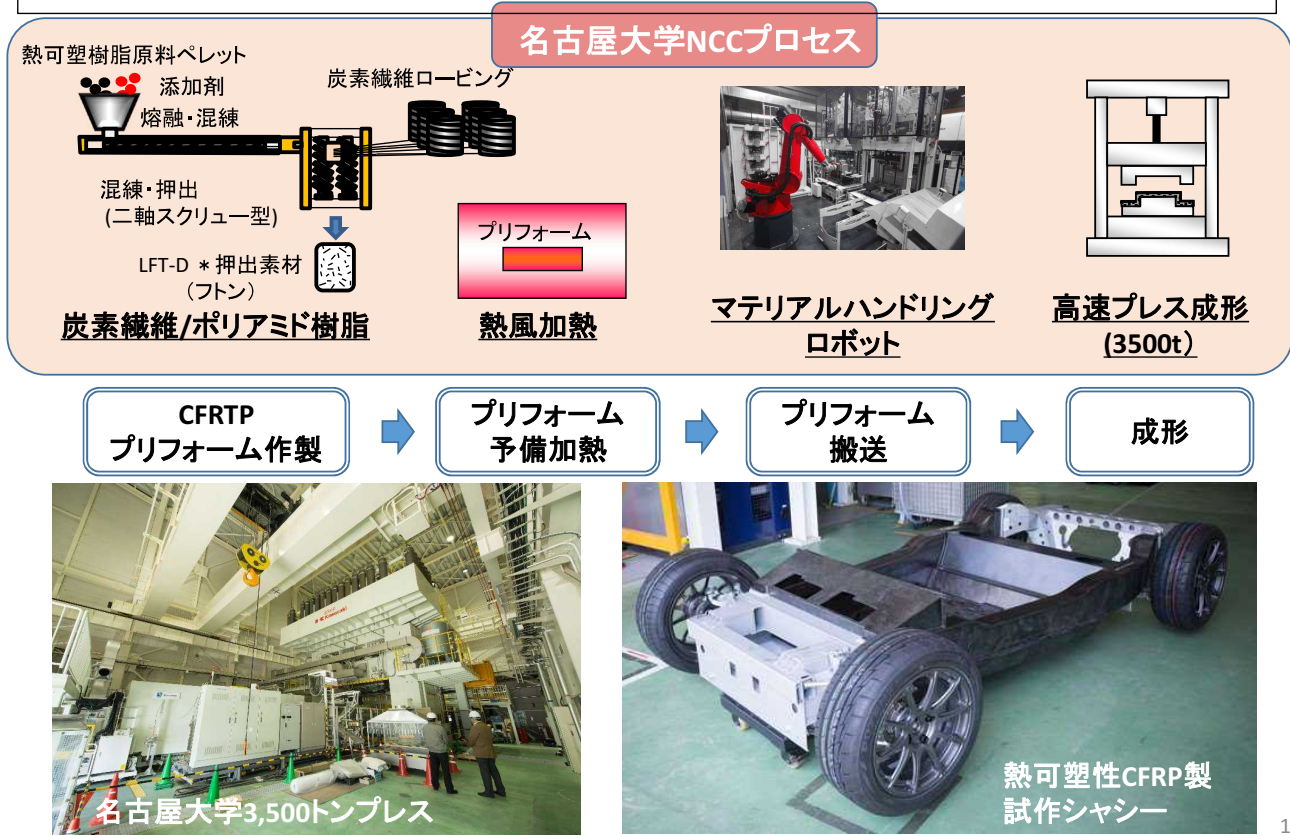 名古屋大学NCCプロセス
熱可塑樹脂原料ペレット
添加剤
熔融・混練
炭素繊維ロービング
混練・押出
(二軸スクリュー型)
LFT-D *押出素材
(フトン)
炭素繊維/ポリアミド樹脂
プリフォーム
熱風加熱
マテリアルハンドリング
ロボット
高速プレス成形
(3500t)
CFRTP
プリフォーム作製
プリフォーム
予備加熱
プリフォーム
搬送
成形
名古屋大学3,500トンプレス
熱可塑性CFRP製
試作シャシー
1